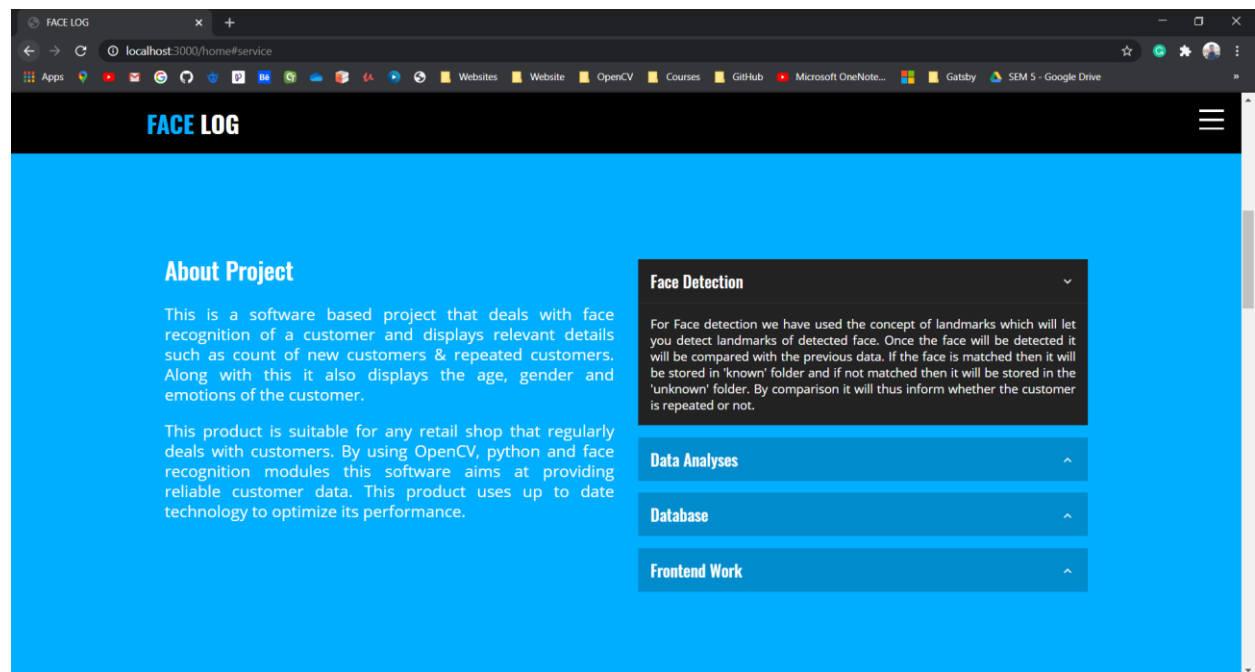 FACE LOG
localhost:3000/home#service
Apps
Websites
Website
OpenCV
Courses
GitHub
Microsoft OneNote...
Gatsby
SEM 5 - Google Drive
FACE LOG
About Project
This is a software based project that deals with face
recognition of a customer and displays relevant details
such as count of new customers & repeated customers.
Along with this it also displays the age, gender and
emotions of the customer.
This product is suitable for any retail shop that regularly
deals with customers. By using OpenCV, python and face
recognition modules this software aims at providing
reliable customer data. This product uses up to date
technology to optimize its performance.
Face Detection
For Face detection we have used the concept of landmarks which will let
you detect landmarks of detected face. Once the face will be detected it
will be compared with the previous data. If the face is matched then it will
be stored in 'known' folder and if not matched then it will be stored in the
'unknown' folder. By comparison it will thus inform whether the customer
is repeated or not.
Data Analyses
Database
Frontend Work